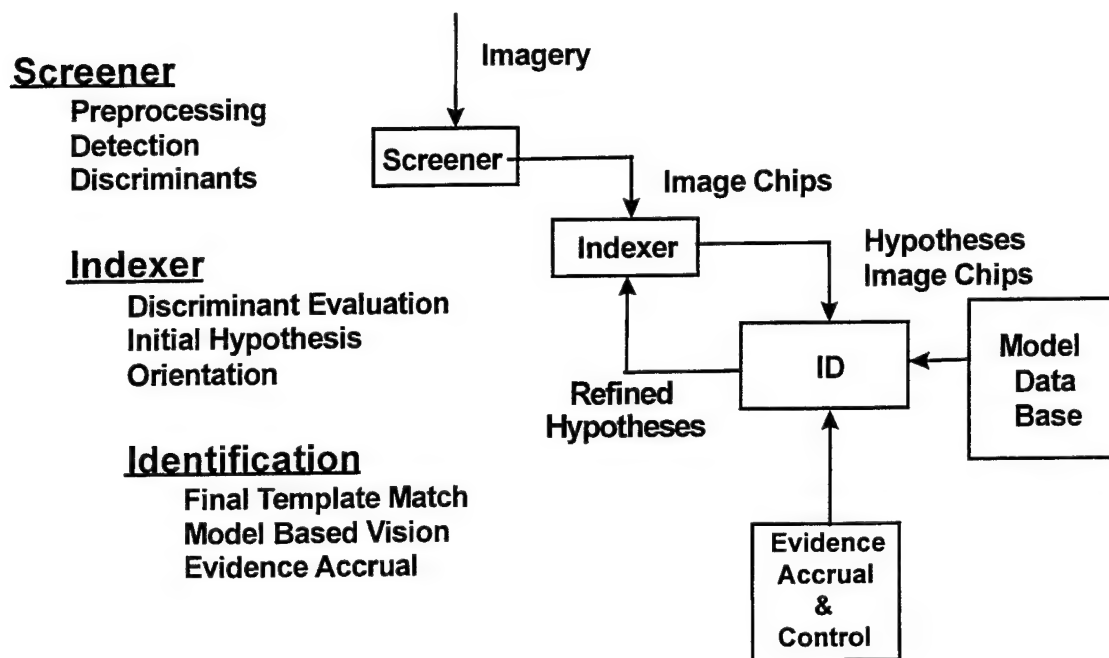 Screener
Preprocessing
Detection
Discriminants
Indexer
Discriminant Evaluation
Initial Hypothesis
Orientation
Identification
Final Template Match
Model Based Vision
Evidence Accrual
Imagery
Screener
Image Chips
Indexer
Hypotheses
Image Chips
ID
Model
Data
Base
Refined
Hypotheses
Evidence
Accrual
&
Control